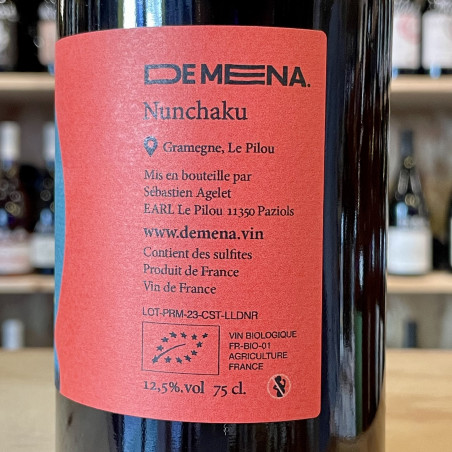 DE MENA.
Nunchaku
Gramegne, Le Pilou
Mis en bouteille par
Sébastien Agelet
EARL Le Pilou 11350 Paziols
www.demena.vin
Contient des sulfites
Produit de France
Vin de France
LOT-PRM-23-CST-LLDNR
VIN BIOLOGIQUE
FR-BIO-01
AGRICULTURE
FRANCE
12,5%.vol 75 cl.